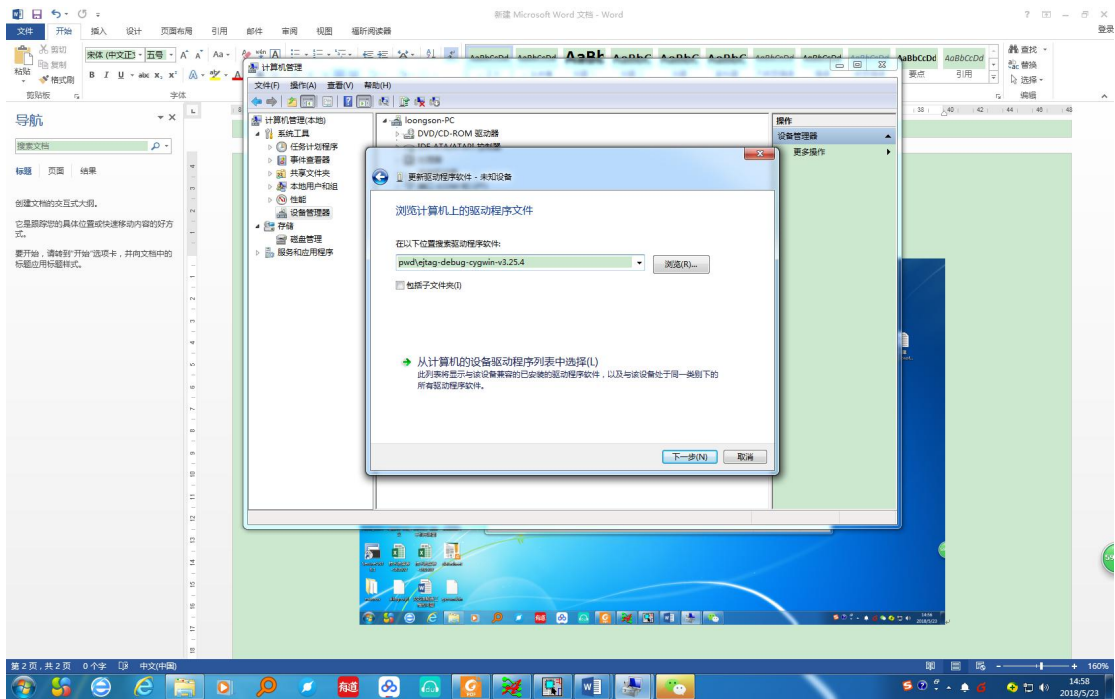 新建 Microsoft Word 文档 - Word
登录
文件 开始 插入 设计 页面布局 引用 邮件 审阅 视图 福昕阅读器
粘贴
剪切
复制
格式刷
宋体 (中文正 五号
B I U abc x₂ x²
剪贴板 字体
AaBbCcDd AaBbCcDd
要点 引用
查找
替换
选择
编辑
导航
搜索文档
标题 页面 结果
创建文档的交互式大纲。
它是跟踪您的具体位置或快速移动内容的好方
式。
要开始，请转到“开始”选项卡，并向文档中的
标题应用标题样式。
计算机管理
文件(F) 操作(A) 查看(V) 帮助(H)
计算机管理(本地)
系统工具
任务计划程序
事件查看器
共享文件夹
本地用户和组
性能
设备管理器
存储
磁盘管理
服务和应用程序
loongson-PC
DVD/CD-ROM 驱动器
操作
设备管理器
更多操作
更新驱动程序软件 - 未知设备
浏览计算机上的驱动程序文件
在以下位置搜索驱动程序软件:
pwd\ejtag-debug-cygwin-v3.25.4
浏览(R)...
包括子文件夹(I)
从计算机的设备驱动程序列表中选择(L)
此列表将显示与该设备兼容的已安装的驱动程序软件，以及与该设备处于同一类别下的
所有驱动程序软件。
下一步(N) 取消
第 2 页，共 2 页 0 个字 中文(中国)
160%
有道
14:58
2018/5/23